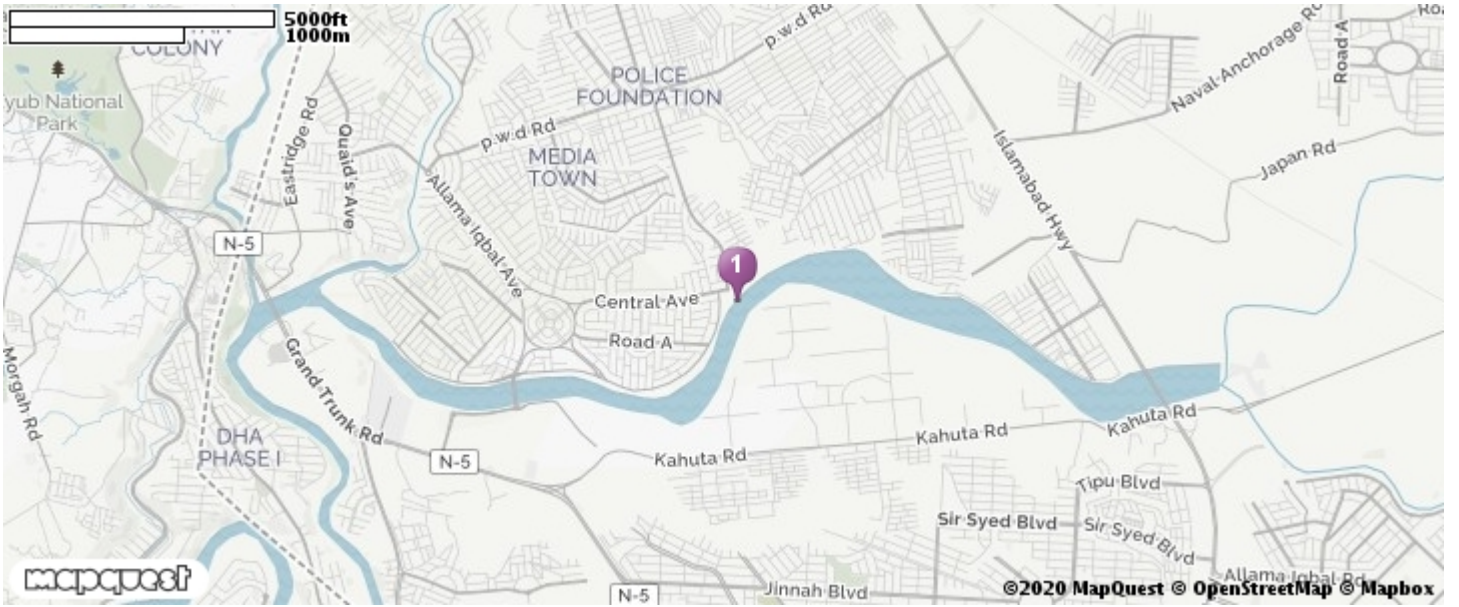 5000ft
1000m
COLONY
POLICE
FOUNDATION
p.w.d Rd
Naval Anchorage Rd
Road A
yub National
Park
Eastridge Rd
Quaid's Ave
p.w.d Rd
MEDIA
TOWN
Islamabad Hwy
Japan Rd
Allama Iqbal Ave
N-5
1
Central Ave
Road A
Grand Trunk Rd
Morgah Rd
DHA
PHASE I
N-5
Kahuta Rd
Kahuta Rd
Kahuta Rd
Tipu Blvd
Sir Syed Blvd
Sir Syed Blvd
mapquest
N-5
Jinnah Blvd
Allama Iqbal Rd
©2020 MapQuest © OpenStreetMap © Mapbox